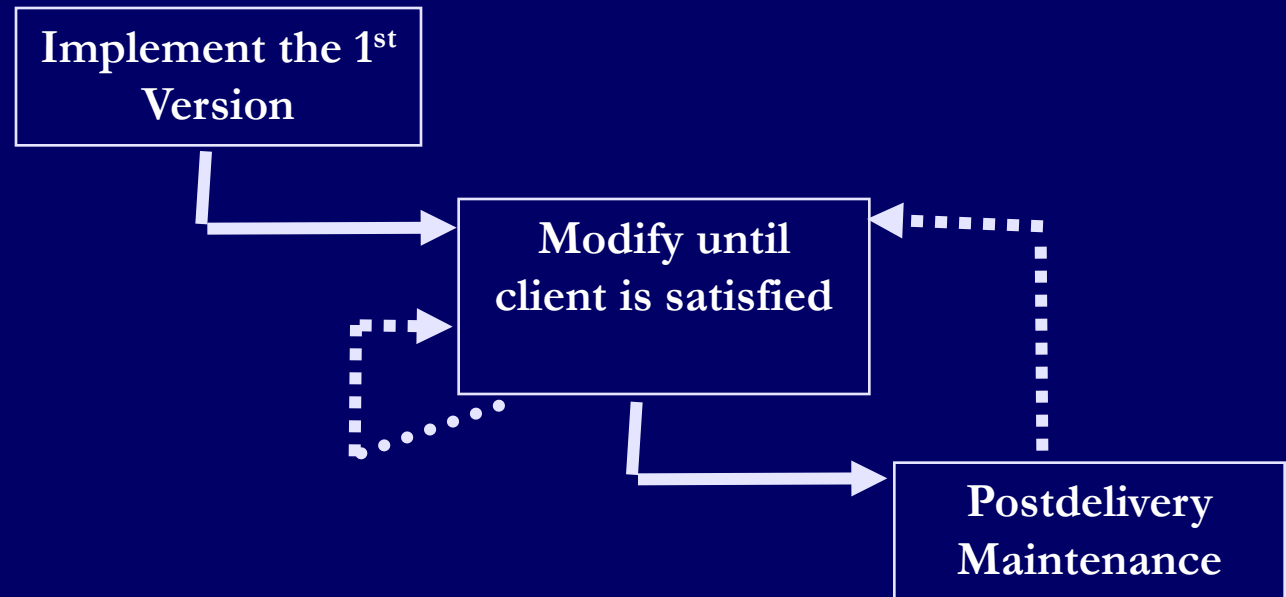 Implement the 1st
Version
Modify until
client is satisfied
Postdelivery
Maintenance